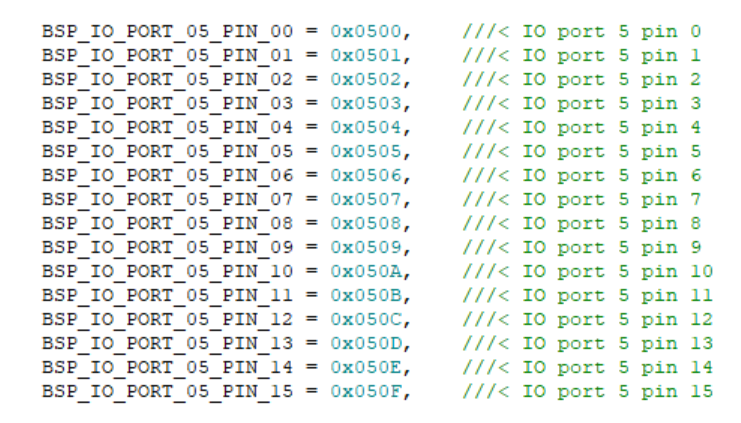 BSP_IO_PORT_05_PIN_00 = 0x0500,    ///< IO port 5 pin 0
BSP_IO_PORT_05_PIN_01 = 0x0501,    ///< IO port 5 pin 1
BSP_IO_PORT_05_PIN_02 = 0x0502,    ///< IO port 5 pin 2
BSP_IO_PORT_05_PIN_03 = 0x0503,    ///< IO port 5 pin 3
BSP_IO_PORT_05_PIN_04 = 0x0504,    ///< IO port 5 pin 4
BSP_IO_PORT_05_PIN_05 = 0x0505,    ///< IO port 5 pin 5
BSP_IO_PORT_05_PIN_06 = 0x0506,    ///< IO port 5 pin 6
BSP_IO_PORT_05_PIN_07 = 0x0507,    ///< IO port 5 pin 7
BSP_IO_PORT_05_PIN_08 = 0x0508,    ///< IO port 5 pin 8
BSP_IO_PORT_05_PIN_09 = 0x0509,    ///< IO port 5 pin 9
BSP_IO_PORT_05_PIN_10 = 0x050A,    ///< IO port 5 pin 10
BSP_IO_PORT_05_PIN_11 = 0x050B,    ///< IO port 5 pin 11
BSP_IO_PORT_05_PIN_12 = 0x050C,    ///< IO port 5 pin 12
BSP_IO_PORT_05_PIN_13 = 0x050D,    ///< IO port 5 pin 13
BSP_IO_PORT_05_PIN_14 = 0x050E,    ///< IO port 5 pin 14
BSP_IO_PORT_05_PIN_15 = 0x050F,    ///< IO port 5 pin 15